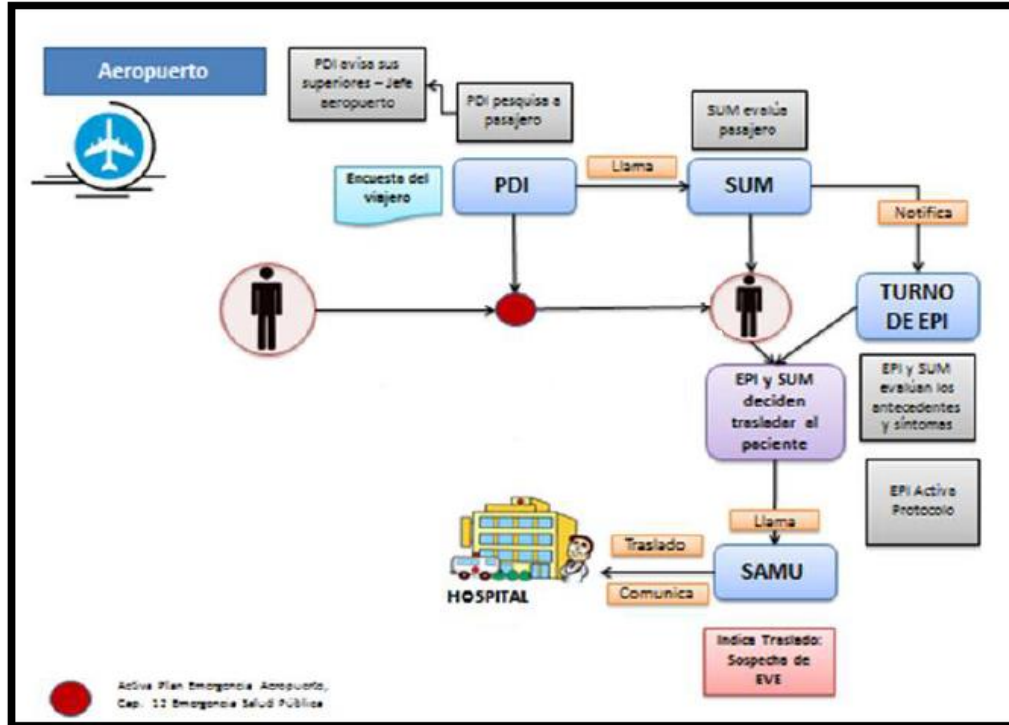 Aeropuerto
PDI avisa sus
superiores – Jefe
aeropuerto
PDI pesquisa a
pasajero
SUM evalúa
pasajero
Encuesta del
viajero
PDI
Llama
SUM
Notifica
TURNO
DE EPI
EPI y SUM
deciden
trasladar al
paciente
EPI y SUM
evalúan los
antecedentes
y síntomas
EPI Activa
Protocolo
Llama
Traslado
SAMU
Comunica
HOSPITAL
Indica Traslado:
Sospecha de
EVE
Activa Plan Emergencia Aeropuerto,
Cap. 12 Emergencia Salud Pública